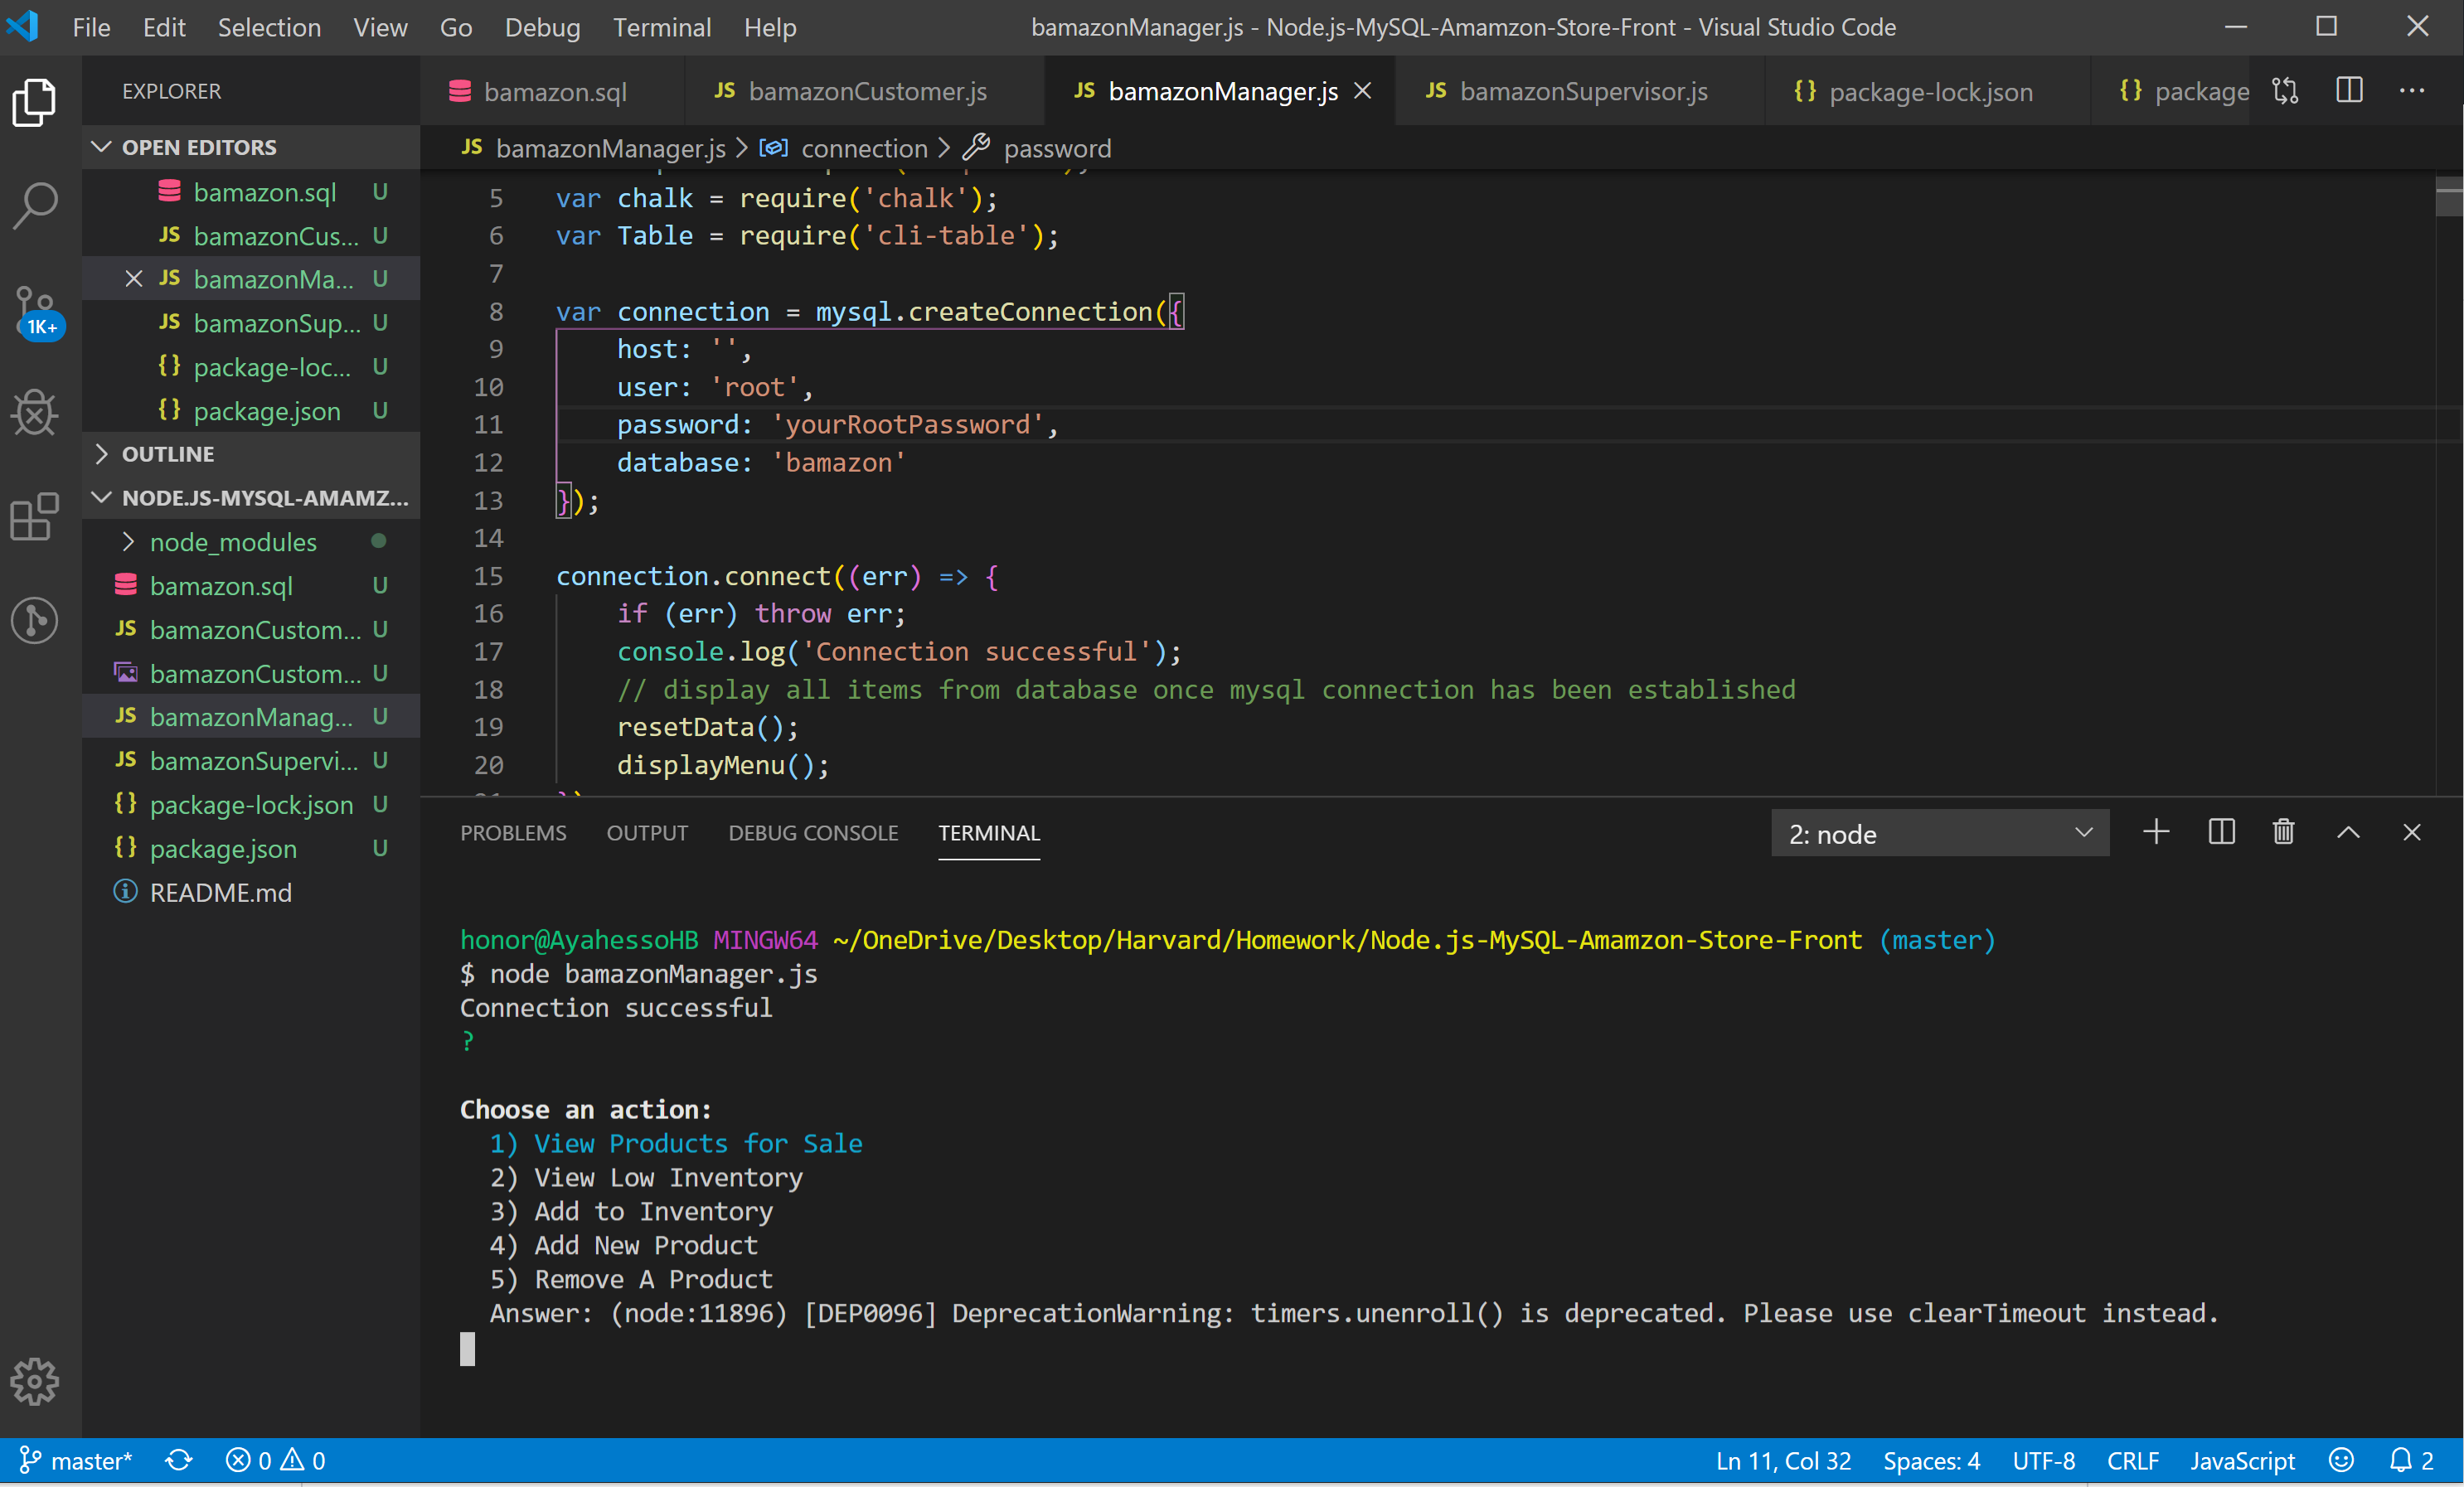 File Edit Selection View Go Debug Terminal Help bamazonManager.js - Node.js-MySQL-Amamzon-Store-Front - Visual Studio Code
EXPLORER
OPEN EDITORS
bamazon.sql U
JS bamazonCus... U
JS bamazonMa... U
JS bamazonSup... U
{} package-loc... U
{} package.json U
OUTLINE
NODE.JS-MYSQL-AMAMZ...
node_modules
bamazon.sql U
JS bamazonCustom... U
bamazonCustom... U
JS bamazonManag... U
JS bamazonSupervi... U
{} package-lock.json U
{} package.json U
README.md
1K+
bamazon.sql JS bamazonCustomer.js JS bamazonManager.js JS bamazonSupervisor.js {} package-lock.json {} package
JS bamazonManager.js > connection > password
5 var chalk = require('chalk');
6 var Table = require('cli-table');
7
8 var connection = mysql.createConnection({
9 host: '',
10 user: 'root',
11 password: 'yourRootPassword',
12 database: 'bamazon'
13 });
14
15 connection.connect((err) => {
16 if (err) throw err;
17 console.log('Connection successful');
18 // display all items from database once mysql connection has been established
19 resetData();
20 displayMenu();
PROBLEMS OUTPUT DEBUG CONSOLE TERMINAL 2: node
honor@AyahessoHB MINGW64 ~/OneDrive/Desktop/Harvard/Homework/Node.js-MySQL-Amamzon-Store-Front (master)
$ node bamazonManager.js
Connection successful
?
Choose an action:
1) View Products for Sale
2) View Low Inventory
3) Add to Inventory
4) Add New Product
5) Remove A Product
Answer: (node:11896) [DEP0096] DeprecationWarning: timers.unenroll() is deprecated. Please use clearTimeout instead.
master* 0 0 Ln 11, Col 32 Spaces: 4 UTF-8 CRLF JavaScript 2